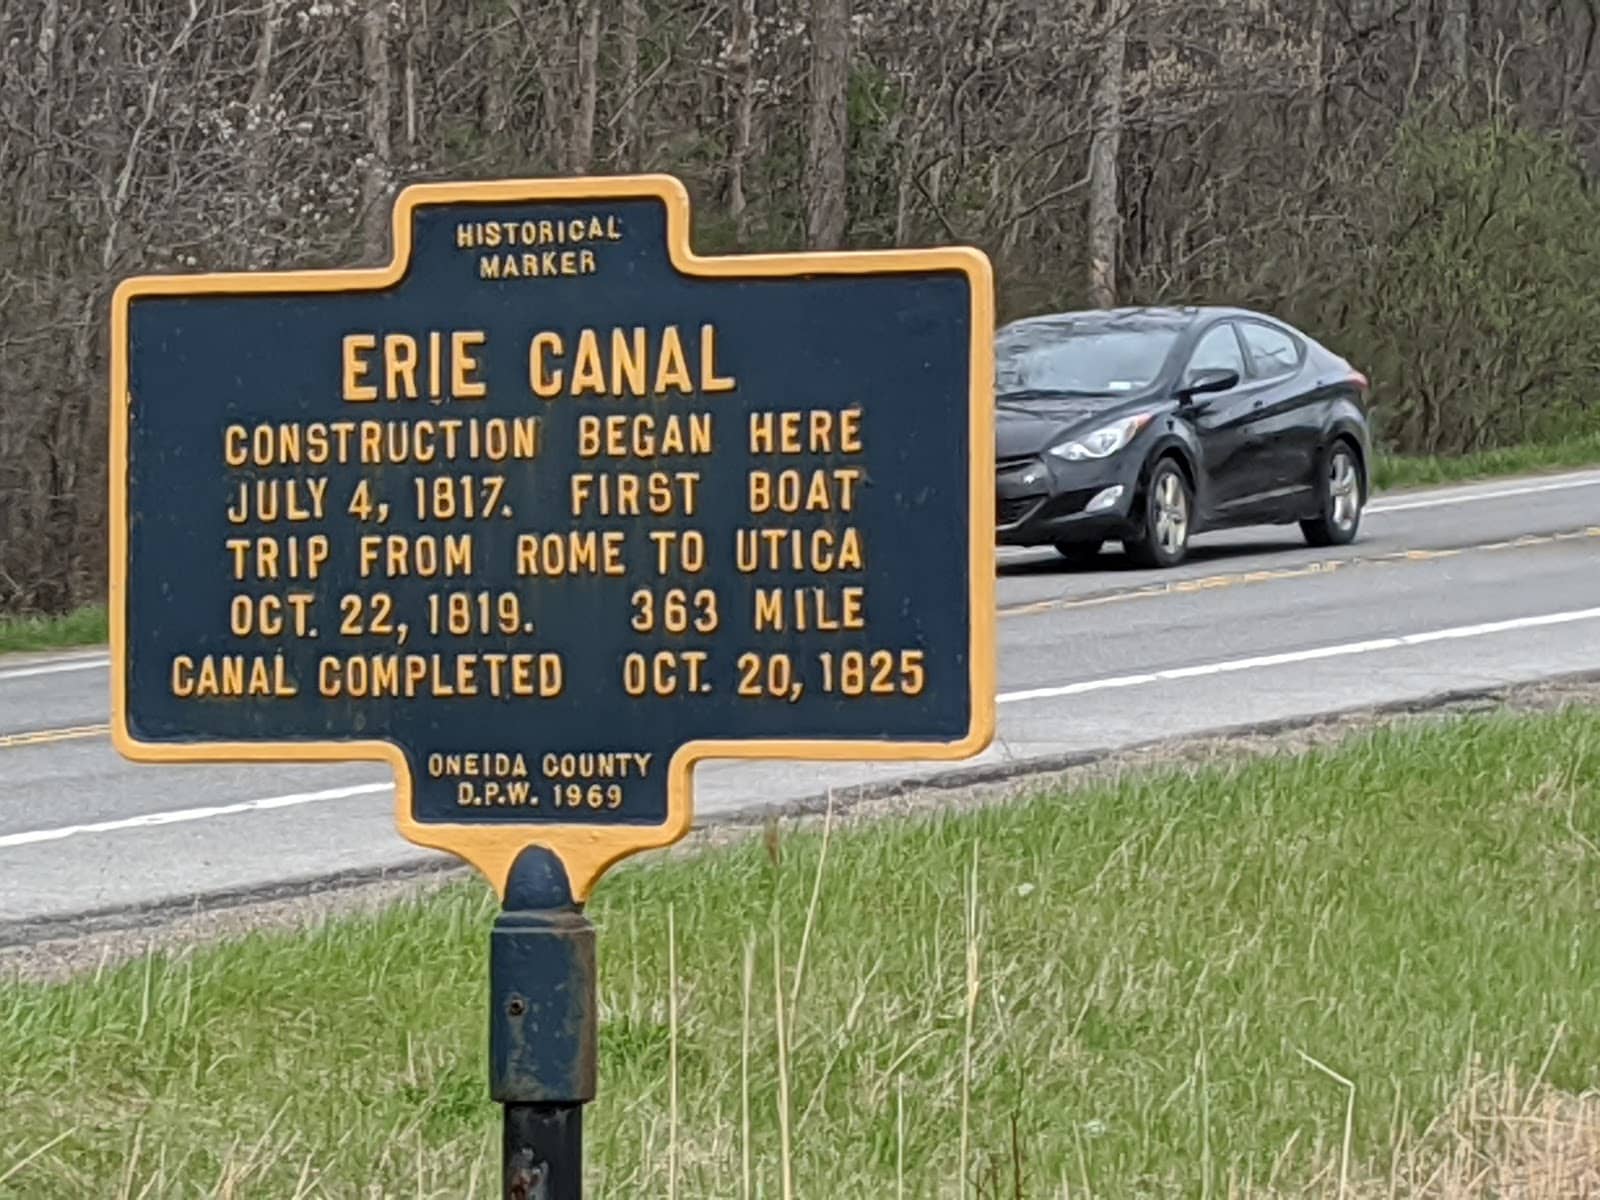 HISTORICAL
MARKER
ERIE CANAL
CONSTRUCTION BEGAN HERE
JULY 4, 1817. FIRST BOAT
TRIP FROM ROME TO UTICA
OCT. 22, 1819. 363 MILE
CANAL COMPLETED OCT. 20, 1825
ONEIDA COUNTY
D.P.W. 1969